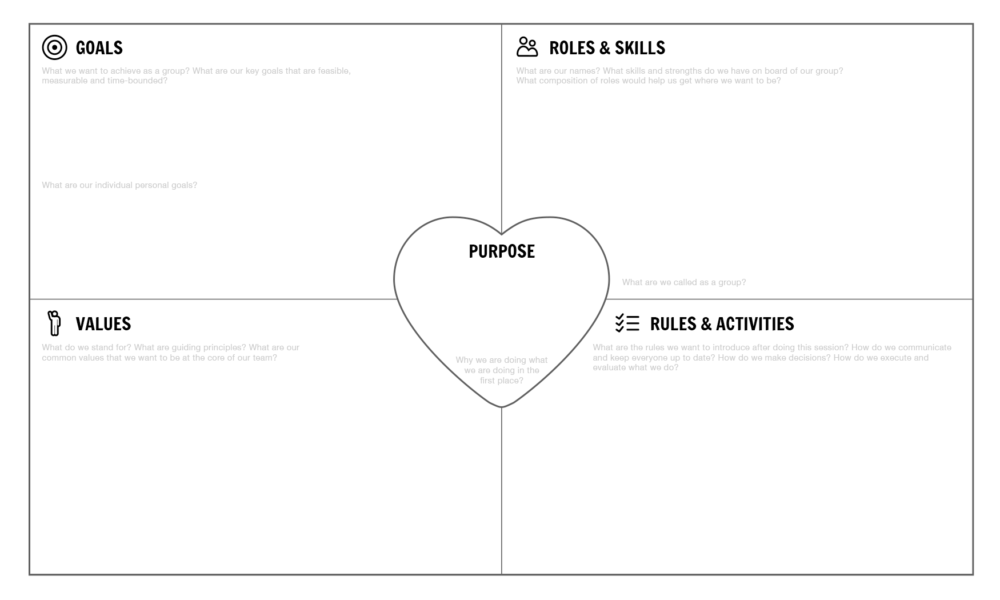 GOALS
What we want to achieve as a group? What are our key goals that are feasible,
measurable and time-bounded?
What are our individual personal goals?
ROLES & SKILLS
What are our names? What skills and strengths do we have on board of our group?
What composition of roles would help us get where we want to be?
What are we called as a group?
PURPOSE
Why we are doing what
we are doing in the
first place?
VALUES
What do we stand for? What are guiding principles? What are our
common values that we want to be at the core of our team?
RULES & ACTIVITIES
What are the rules we want to introduce after doing this session? How do we communicate
and keep everyone up to date? How do we make decisions? How do we execute and
evaluate what we do?